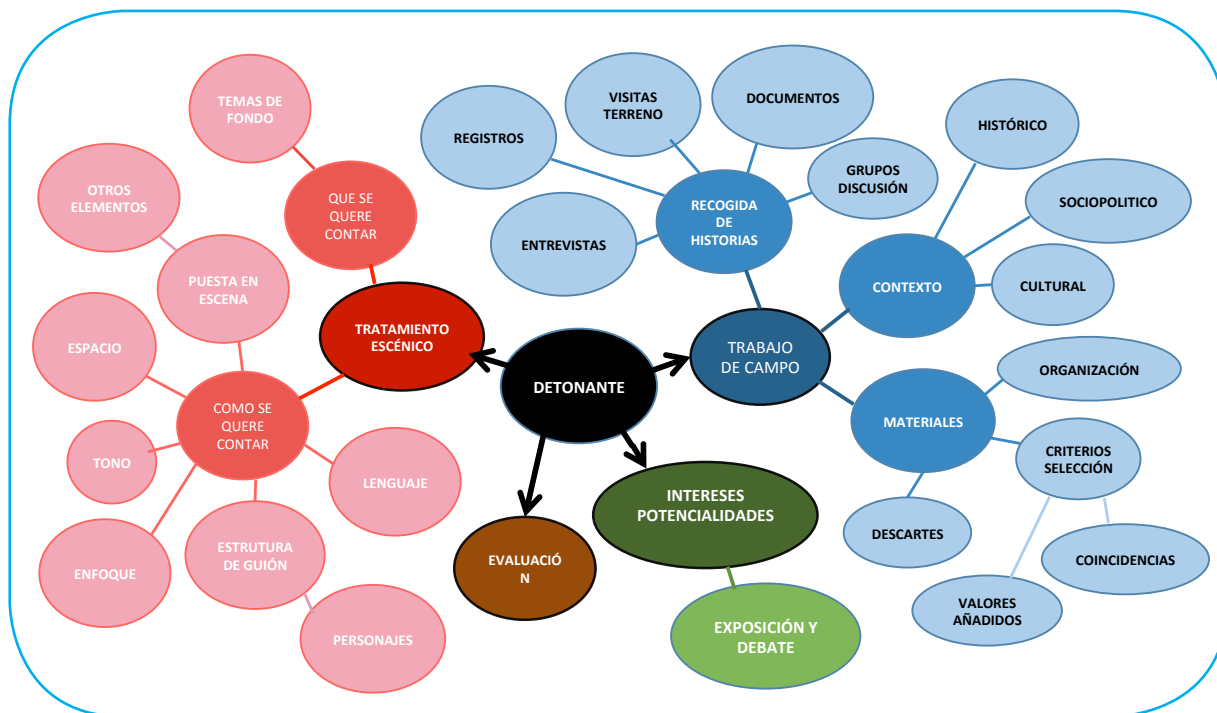 TEMAS DE
FONDO
OTROS
ELEMENTOS
QUE SE
QUERE
CONTAR
PUESTA EN
ESCENA
ESPACIO
TRATAMIENTO
ESCÉNICO
COMO SE
QUERE
CONTAR
TONO
LENGUAJE
ENFOQUE
ESTRUTURA
DE GUIÓN
PERSONAJES
DETONANTE
EVALUACIÓ
N
INTERESES
POTENCIALIDADES
EXPOSICIÓN Y
DEBATE
TRABAJO
DE CAMPO
RECOGIDA
DE
HISTORIAS
REGISTROS
VISITAS
TERRENO
DOCUMENTOS
GRUPOS
DISCUSIÓN
ENTREVISTAS
CONTEXTO
HISTÓRICO
SOCIOPOLITICO
CULTURAL
MATERIALES
ORGANIZACIÓN
CRITERIOS
SELECCIÓN
DESCARTES
COINCIDENCIAS
VALORES
AÑADIDOS